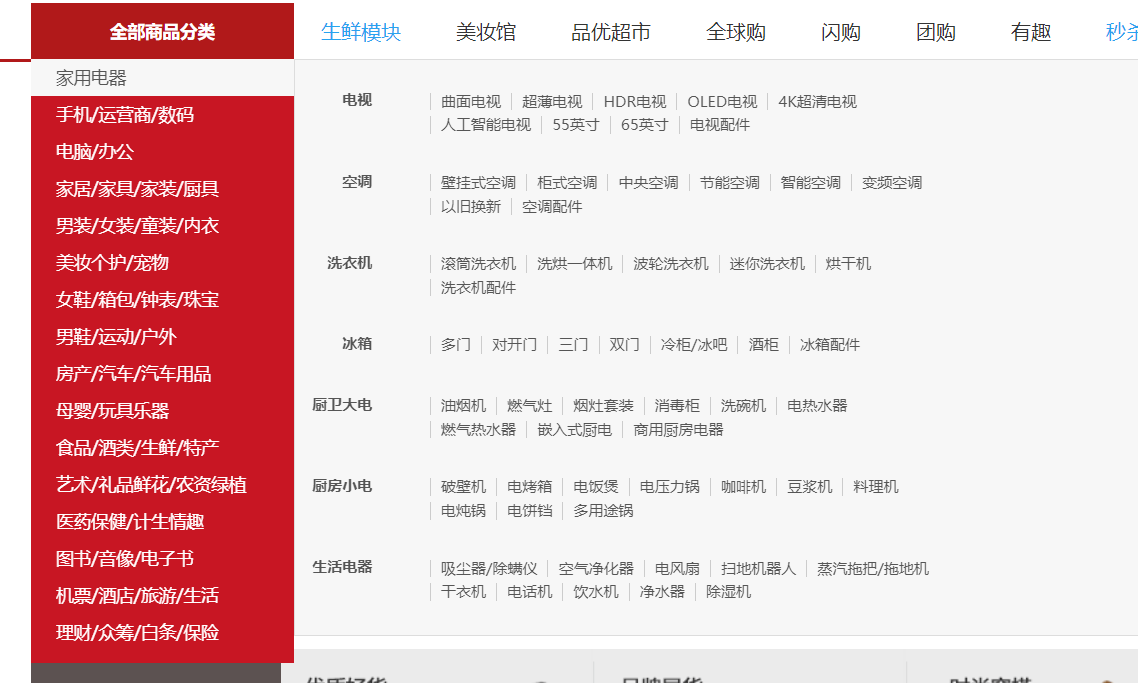 全部商品分类 生鲜模块 美妆馆 品优超市 全球购 闪购 团购 有趣 秒杀
家用电器
手机/运营商/数码
电脑/办公
家居/家具/家装/厨具
男装/女装/童装/内衣
美妆个护/宠物
女鞋/箱包/钟表/珠宝
男鞋/运动/户外
房产/汽车/汽车用品
母婴/玩具乐器
食品/酒类/生鲜/特产
艺术/礼品鲜花/农资绿植
医药保健/计生情趣
图书/音像/电子书
机票/酒店/旅游/生活
理财/众筹/白条/保险
电视 曲面电视 超薄电视 HDR电视 OLED电视 4K超清电视
人工智能电视 55英寸 65英寸 电视配件
空调 壁挂式空调 柜式空调 中央空调 节能空调 智能空调 变频空调
以旧换新 空调配件
洗衣机 滚筒洗衣机 洗烘一体机 波轮洗衣机 迷你洗衣机 烘干机
洗衣机配件
冰箱 多门 对开门 三门 双门 冷柜/冰吧 酒柜 冰箱配件
厨卫大电 油烟机 燃气灶 烟灶套装 消毒柜 洗碗机 电热水器
燃气热水器 嵌入式厨电 商用厨房电器
厨房小电 破壁机 电烤箱 电饭煲 电压力锅 咖啡机 豆浆机 料理机
电炖锅 电饼铛 多用途锅
生活电器 吸尘器/除螨仪 空气净化器 电风扇 扫地机器人 蒸汽拖把/拖地机
干衣机 电话机 饮水机 净水器 除湿机